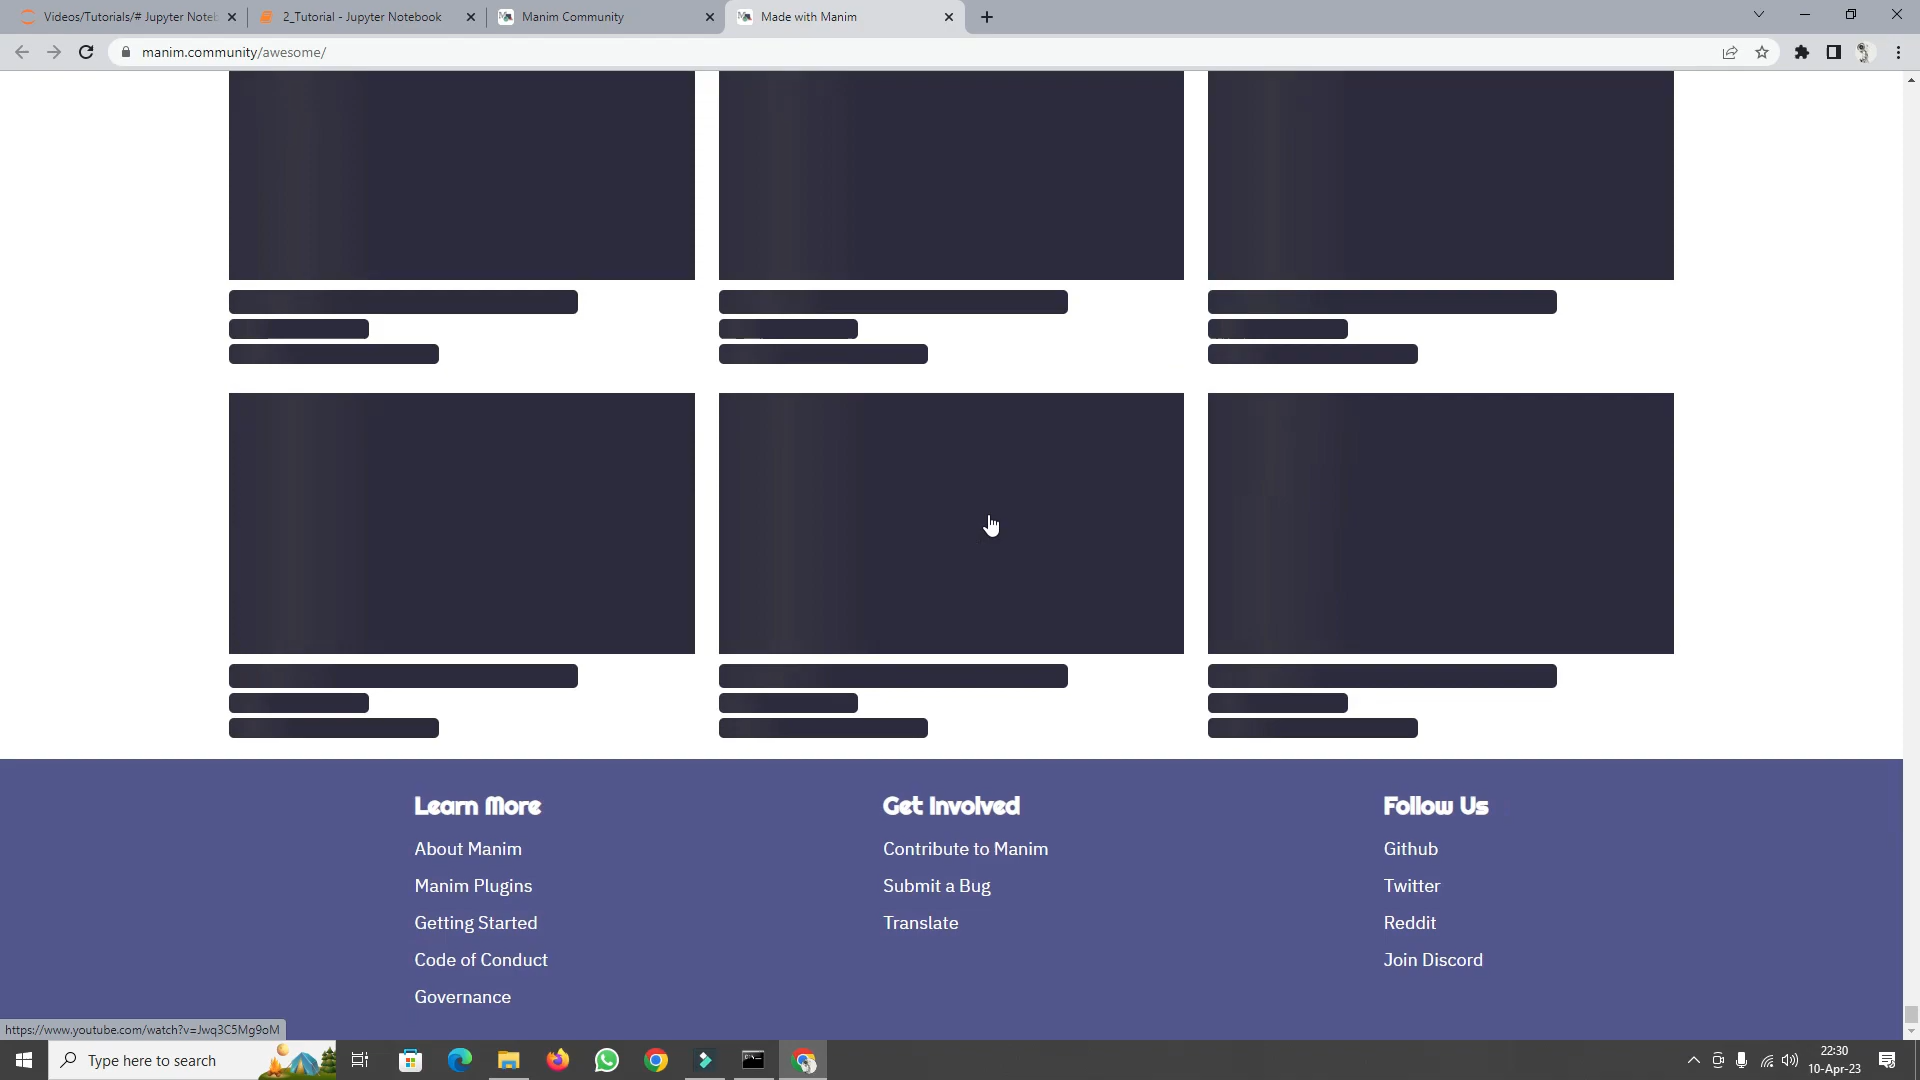 Videos/Tutorials/# Jupyter Noteb
2_Tutorial - Jupyter Notebook
Manim Community
Made with Manim
manim.community/awesome/
Learn More
About Manim
Manim Plugins
Getting Started
Code of Conduct
Governance
Get Involved
Contribute to Manim
Submit a Bug
Translate
Follow Us
Github
Twitter
Reddit
Join Discord
https://www.youtube.com/watch?v=Jwq3C5Mg9oM
Type here to search
22:30
10-Apr-23